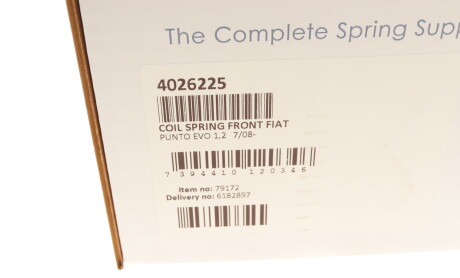 The Complete Spring Supp
4026225
COIL SPRING FRONT FIAT
PUNTO EVO 1,2 7/08-
7 394410 120346
Item no: 79172
Delivery no: 6182897